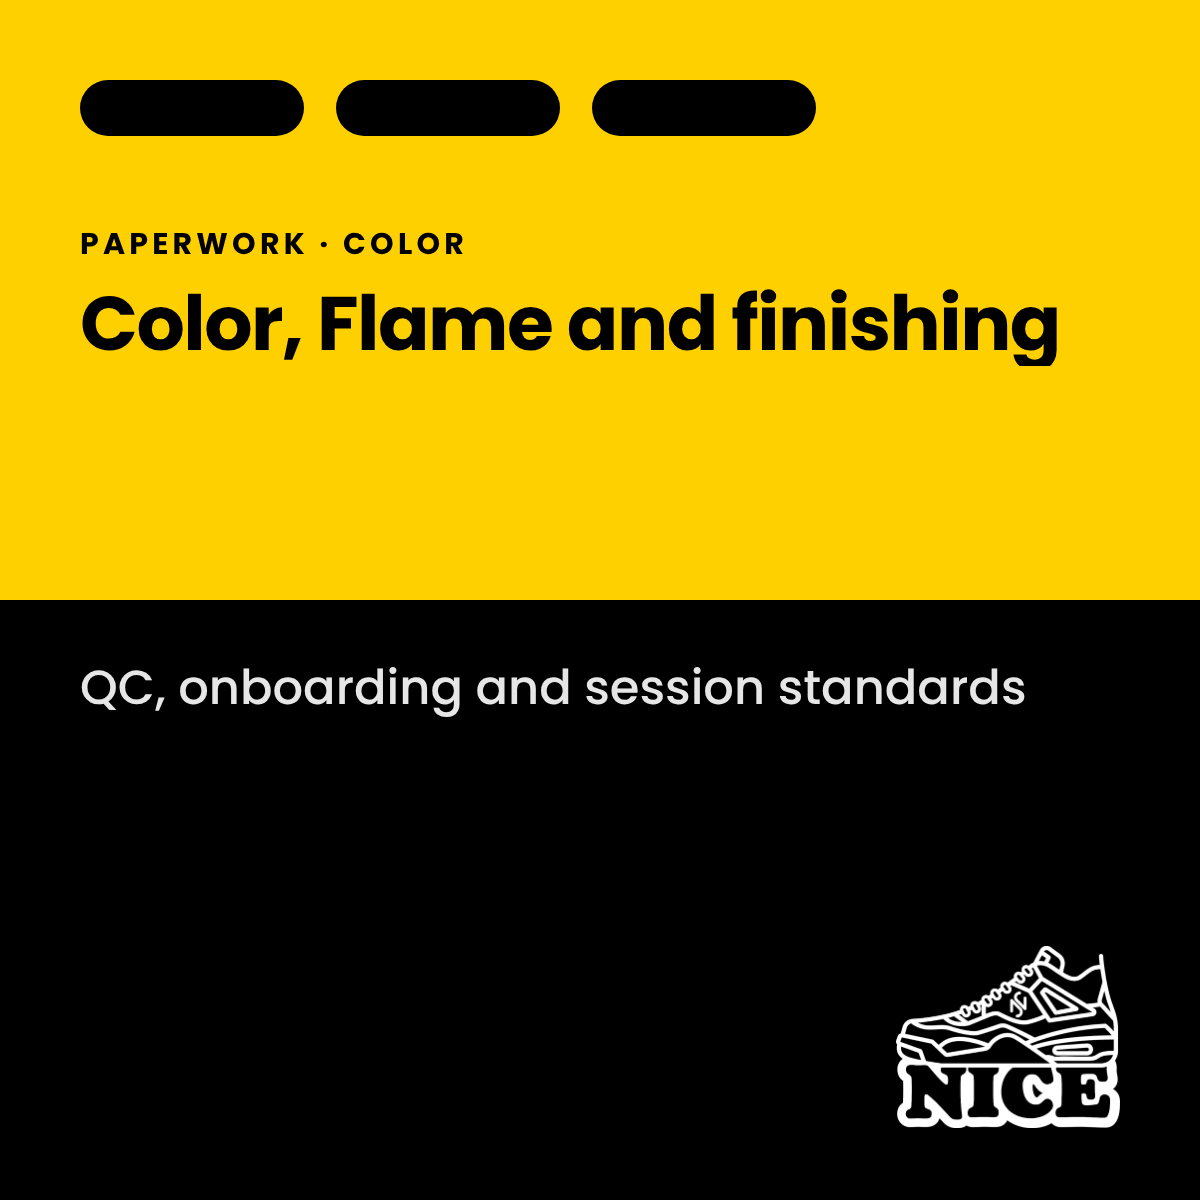 PAPERWORK · COLOR
Color, Flame and finishing
QC, onboarding and session standards
NICE